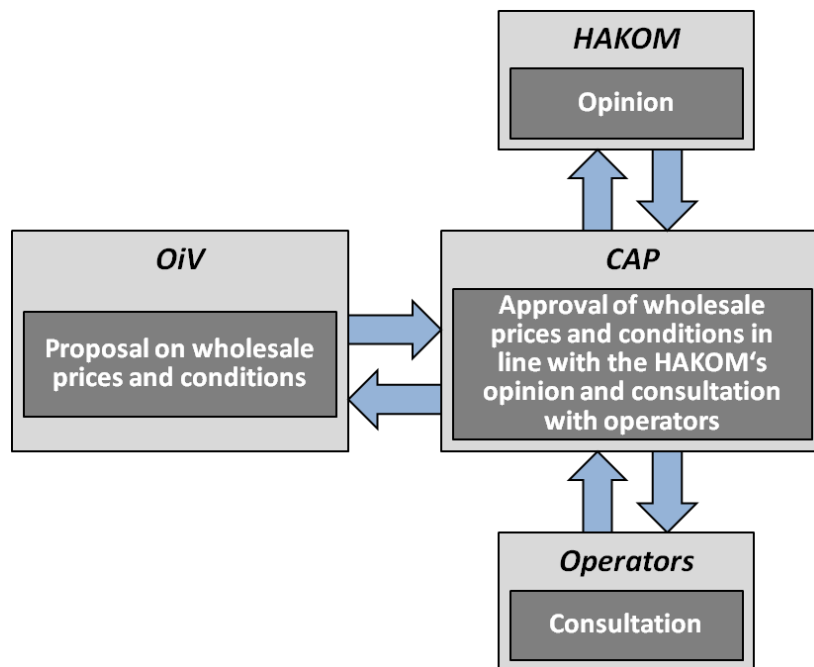 HAKOM
Opinion
OiV
Proposal on wholesale
prices and conditions
CAP
Approval of wholesale
prices and conditions in
line with the HAKOM‘s
opinion and consultation
with operators
Operators
Consultation